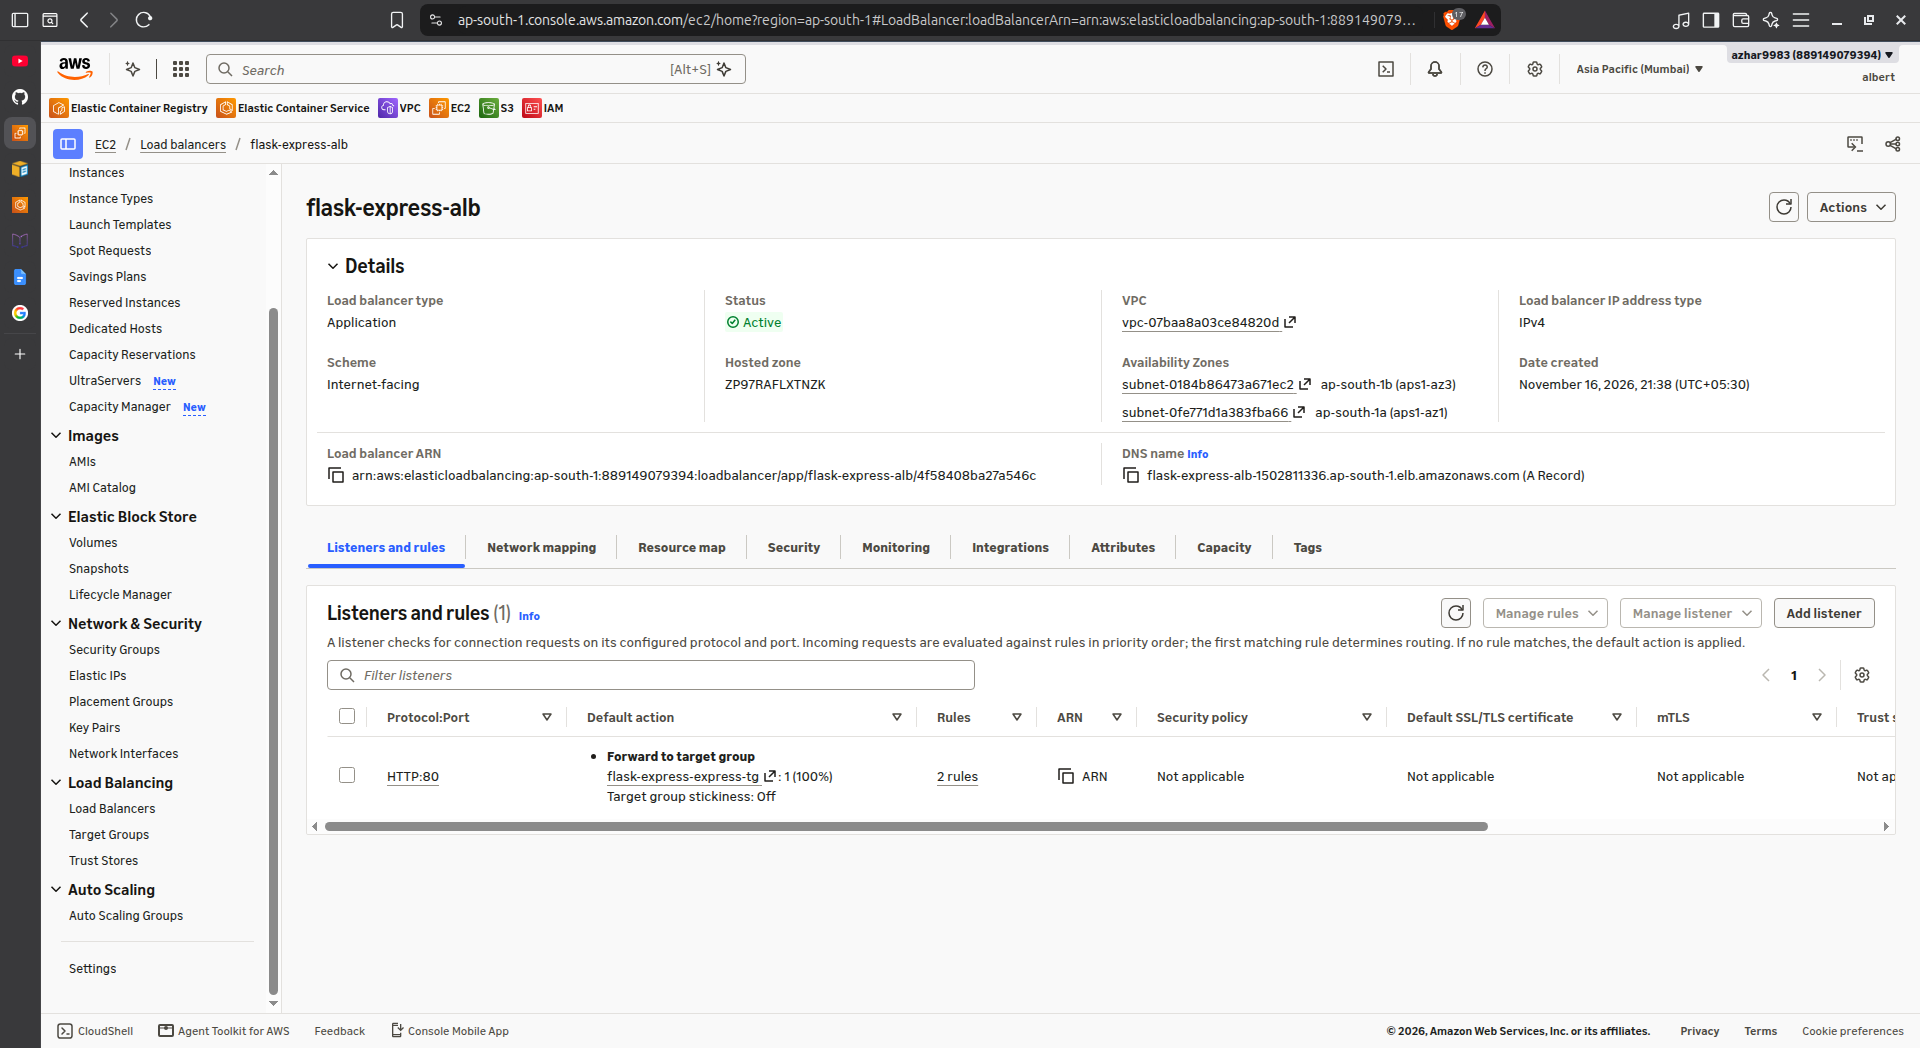 ap-south-1.console.aws.amazon.com/ec2/home?region=ap-south-1#LoadBalancer:loadBalancerArn=arn:aws:elasticloadbalancing:ap-south-1:889149079...
17
aws
Search
[Alt+S]
Asia Pacific (Mumbai)
azhar9983 (889149079394)
albert
Elastic Container Registry
Elastic Container Service
VPC
EC2
S3
IAM
EC2 / Load balancers / flask-express-alb
Instances
Instance Types
Launch Templates
Spot Requests
Savings Plans
Reserved Instances
Dedicated Hosts
Capacity Reservations
UltraServers New
Capacity Manager New
Images
AMIs
AMI Catalog
Elastic Block Store
Volumes
Snapshots
Lifecycle Manager
Network & Security
Security Groups
Elastic IPs
Placement Groups
Key Pairs
Network Interfaces
Load Balancing
Load Balancers
Target Groups
Trust Stores
Auto Scaling
Auto Scaling Groups
Settings
flask-express-alb
Actions
Details
Load balancer type
Application
Status
Active
VPC
vpc-07baa8a03ce84820d
Load balancer IP address type
IPv4
Scheme
Internet-facing
Hosted zone
ZP97RAFLXTNZK
Availability Zones
subnet-0184b86473a671ec2 ap-south-1b (aps1-az3)
subnet-0fe771d1a383fba66 ap-south-1a (aps1-az1)
Date created
November 16, 2026, 21:38 (UTC+05:30)
Load balancer ARN
arn:aws:elasticloadbalancing:ap-south-1:889149079394:loadbalancer/app/flask-express-alb/4f58408ba27a546c
DNS name Info
flask-express-alb-1502811336.ap-south-1.elb.amazonaws.com (A Record)
Listeners and rules
Network mapping
Resource map
Security
Monitoring
Integrations
Attributes
Capacity
Tags
Listeners and rules (1) Info
Manage rules
Manage listener
Add listener
A listener checks for connection requests on its configured protocol and port. Incoming requests are evaluated against rules in priority order; the first matching rule determines routing. If no rule matches, the default action is applied.
Filter listeners
1
Protocol:Port
Default action
Rules
ARN
Security policy
Default SSL/TLS certificate
mTLS
Trust s
HTTP:80
• Forward to target group
flask-express-express-tg : 1 (100%)
Target group stickiness: Off
2 rules
ARN
Not applicable
Not applicable
Not applicable
Not ap
CloudShell
Agent Toolkit for AWS
Feedback
Console Mobile App
© 2026, Amazon Web Services, Inc. or its affiliates.
Privacy
Terms
Cookie preferences